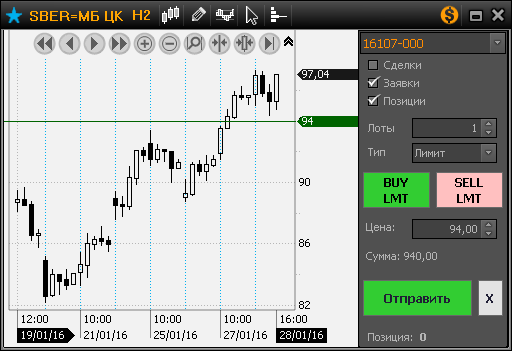 SBER=МБ ЦК H2
16107-000
Сделки
Заявки
Позиции
Лоты 1
Тип Лимит
BUY LMT
SELL LMT
Цена: 94,00
Сумма: 940,00
Отправить X
Позиция: 0
97,04
94
90
86
82
12:00 10:00 10:00 10:00 16:00
19/01/16 21/01/16 25/01/16 27/01/16 28/01/16